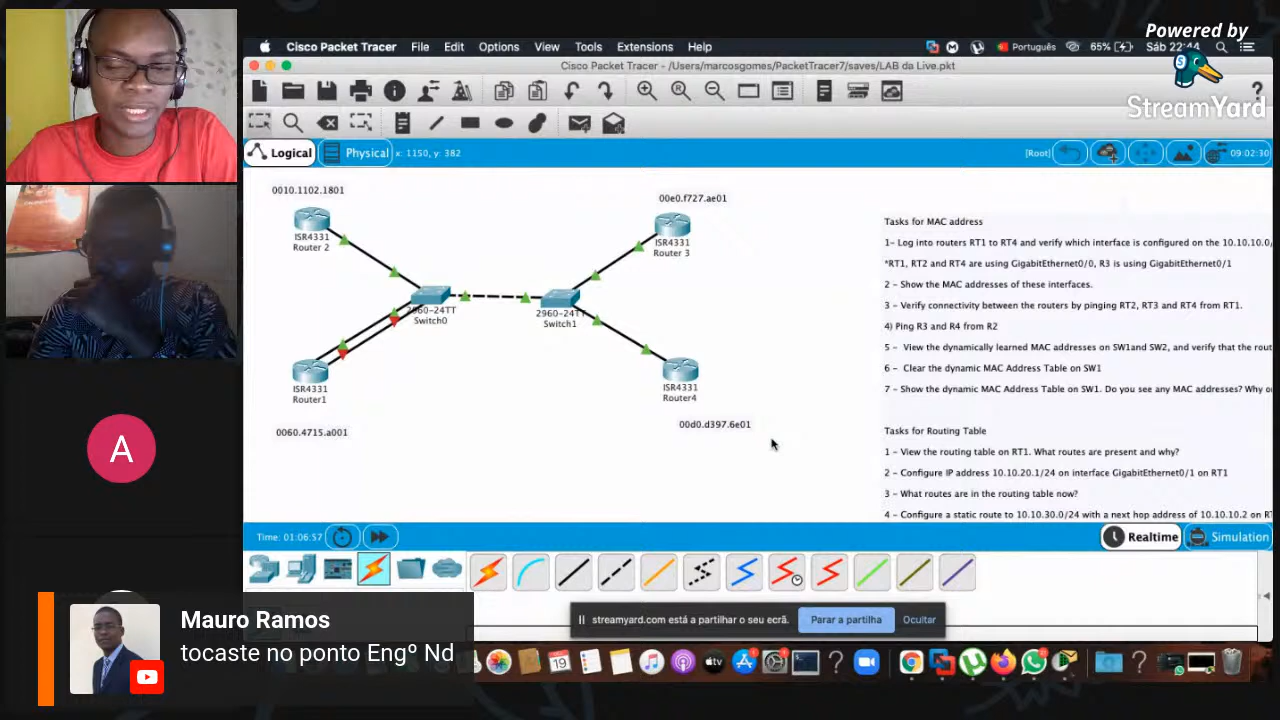 Powered by
S
StreamYard
Cisco Packet Tracer File Edit Options View Tools Extensions Help
Português 65% Sáb 22:44
Cisco Packet Tracer - /Users/marcosgomes/PacketTracer7/saves/LAB da Live.pkt
Logical Physical x: 1150, y: 382
[Root] 09:02:30
0010.1102.1801
ISR4331
Router 2
00e0.f727.ae01
ISR4331
Router 3
2960-24TT
Switch0
2960-24TT
Switch1
ISR4331
Router1
0060.4715.a001
ISR4331
Router4
00d0.d397.6e01
Tasks for MAC address
1- Log into routers RT1 to RT4 and verify which interface is configured on the 10.10.10.0/
*RT1, RT2 and RT4 are using GigabitEthernet0/0, R3 is using GigabitEthernet0/1
2 - Show the MAC addresses of these interfaces.
3 - Verify connectivity between the routers by pinging RT2, RT3 and RT4 from RT1.
4) Ping R3 and R4 from R2
5 - View the dynamically learned MAC addresses on SW1and SW2, and verify that the rout
6 - Clear the dynamic MAC Address Table on SW1
7 - Show the dynamic MAC Address Table on SW1. Do you see any MAC addresses? Why o
Tasks for Routing Table
1 - View the routing table on RT1. What routes are present and why?
2 - Configure IP address 10.10.20.1/24 on interface GigabitEthernet0/1 on RT1
3 - What routes are in the routing table now?
4 - Configure a static route to 10.10.30.0/24 with a next hop address of 10.10.10.2 on RT
Time: 01:06:57
Realtime Simulation
A
streamyard.com está a partilhar o seu ecrã. Parar a partilha Ocultar
Mauro Ramos
tocaste no ponto Engº Nd
19
tv